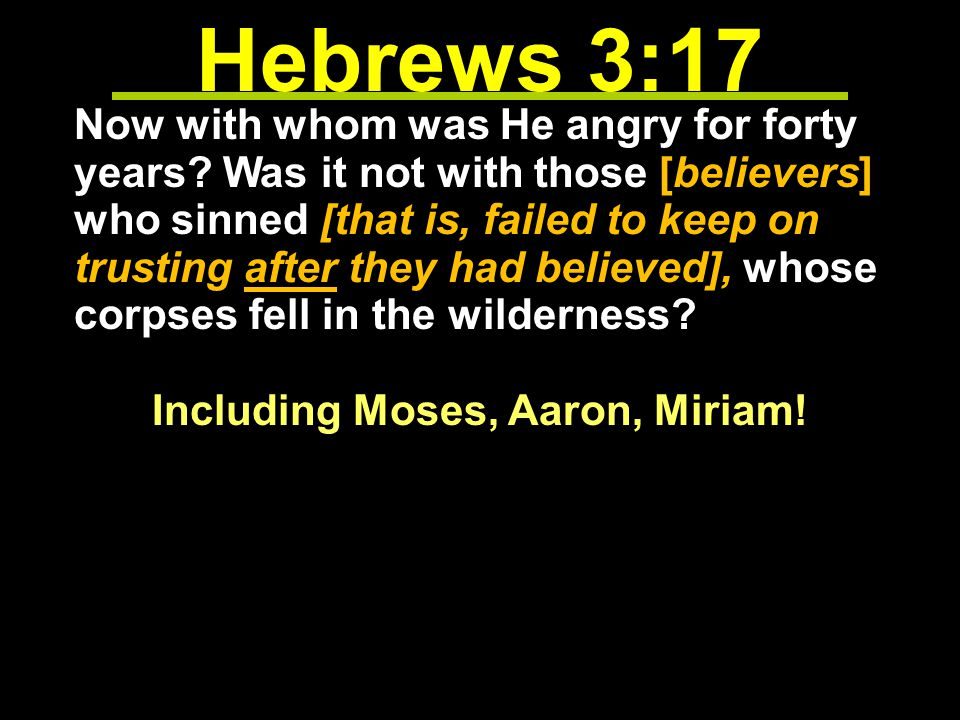 Hebrews 3:17
Now with whom was He angry for forty
years? Was it not with those [believers]
who sinned [that is, failed to keep on
trusting after they had believed], whose
corpses fell in the wilderness?
Including Moses, Aaron, Miriam!